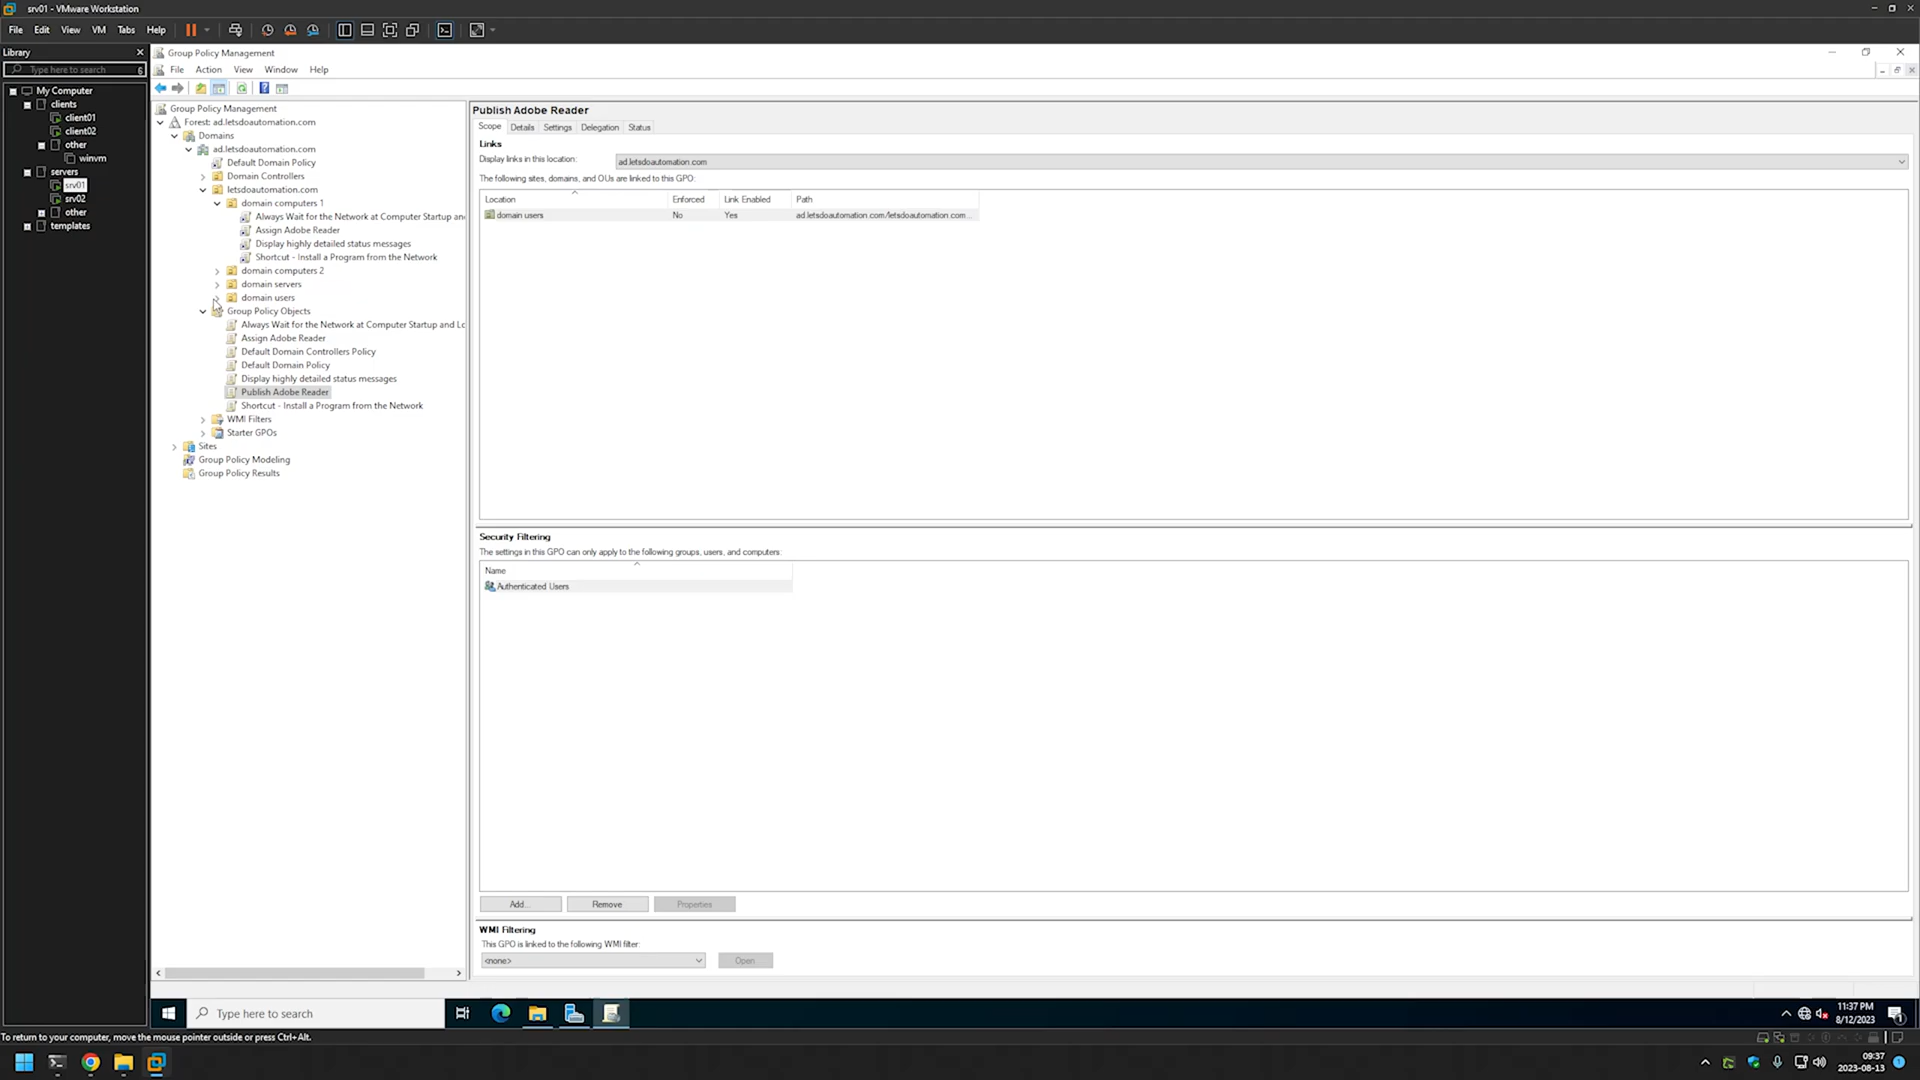 srv01 - VMware Workstation
File Edit View VM Tabs Help
Library
Type here to search
My Computer
clients
client01
client02
other
winvm
servers
srv01
srv02
other
templates
Group Policy Management
File Action View Window Help
Group Policy Management
Forest: ad.letsdoautomation.com
Domains
ad.letsdoautomation.com
Default Domain Policy
Domain Controllers
letsdoautomation.com
domain computers 1
Always Wait for the Network at Computer Startup an
Assign Adobe Reader
Display highly detailed status messages
Shortcut - Install a Program from the Network
domain computers 2
domain servers
domain users
Group Policy Objects
Always Wait for the Network at Computer Startup and Lo
Assign Adobe Reader
Default Domain Controllers Policy
Default Domain Policy
Display highly detailed status messages
Publish Adobe Reader
Shortcut - Install a Program from the Network
WMI Filters
Starter GPOs
Sites
Group Policy Modeling
Group Policy Results
Publish Adobe Reader
Scope Details Settings Delegation Status
Links
Display links in this location: ad.letsdoautomation.com
The following sites, domains, and OUs are linked to this GPO:
Location Enforced Link Enabled Path
domain users No Yes ad.letsdoautomation.com/letsdoautomation.com...
Security Filtering
The settings in this GPO can only apply to the following groups, users, and computers:
Name
Authenticated Users
Add... Remove Properties
WMI Filtering
This GPO is linked to the following WMI filter:
<none> Open
Type here to search
11:37 PM
8/12/2023
1
To return to your computer, move the mouse pointer outside or press Ctrl+Alt.
09:37
2023-08-13
1